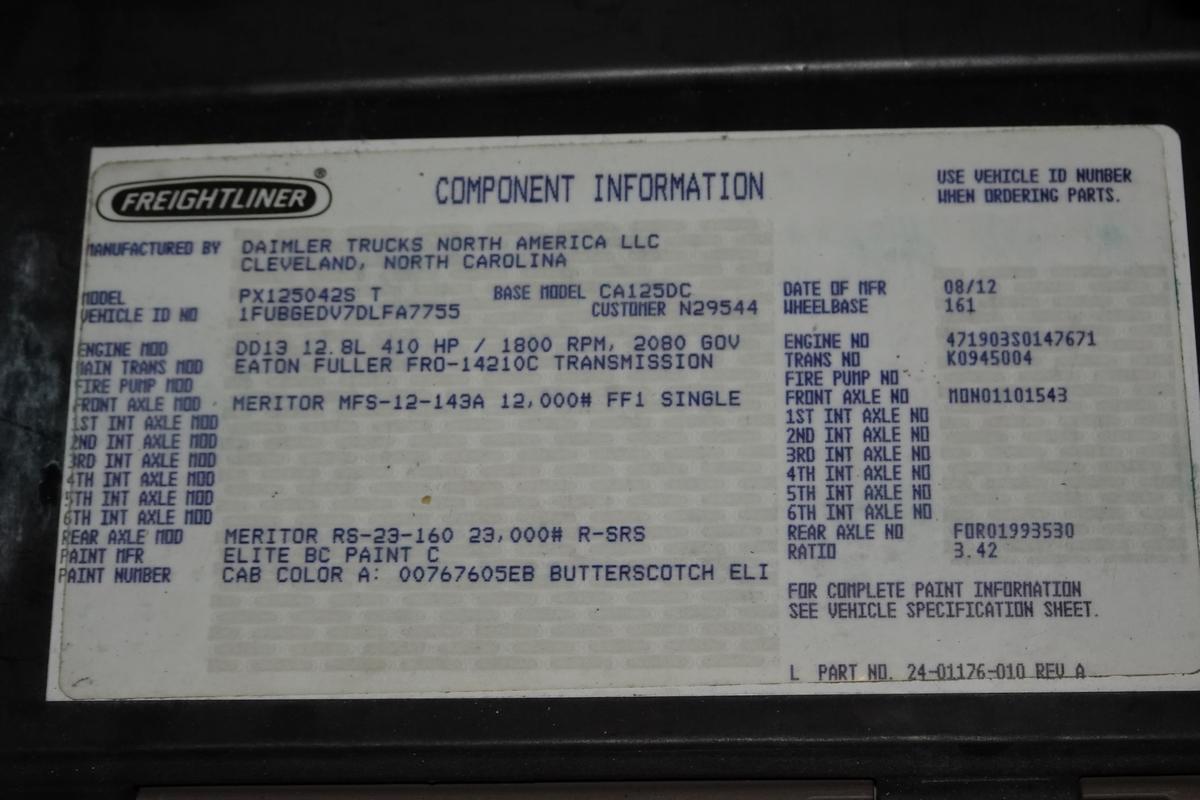 FREIGHTLINER®
COMPONENT INFORMATION
USE VEHICLE ID NUMBER
WHEN ORDERING PARTS.
MANUFACTURED BY DAIMLER TRUCKS NORTH AMERICA LLC
CLEVELAND, NORTH CAROLINA
MODEL PX125042S T BASE MODEL CA125DC
VEHICLE ID NO 1FUBGEDV7DLFA7755 CUSTOMER N29544
ENGINE MOD DD13 12.8L 410 HP / 1800 RPM, 2080 GOV
MAIN TRANS MOD EATON FULLER FRO-14210C TRANSMISSION
FIRE PUMP MOD
FRONT AXLE MOD MERITOR MFS-12-143A 12,000# FF1 SINGLE
1ST INT AXLE MOD
2ND INT AXLE MOD
3RD INT AXLE MOD
4TH INT AXLE MOD
5TH INT AXLE MOD
6TH INT AXLE MOD
REAR AXLE MOD MERITOR RS-23-160 23,000# R-SRS
PAINT MFR ELITE BC PAINT C
PAINT NUMBER CAB COLOR A: 00767605EB BUTTERSCOTCH ELI
DATE OF MFR 08/12
WHEELBASE 161
ENGINE NO 471903S0147671
TRANS NO K0945004
FIRE PUMP NO
FRONT AXLE NO MON01101543
1ST INT AXLE NO
2ND INT AXLE NO
3RD INT AXLE NO
4TH INT AXLE NO
5TH INT AXLE NO
6TH INT AXLE NO
REAR AXLE NO FOR01993530
RATIO 3.42
FOR COMPLETE PAINT INFORMATION
SEE VEHICLE SPECIFICATION SHEET.
L PART NO. 24-01176-010 REV A